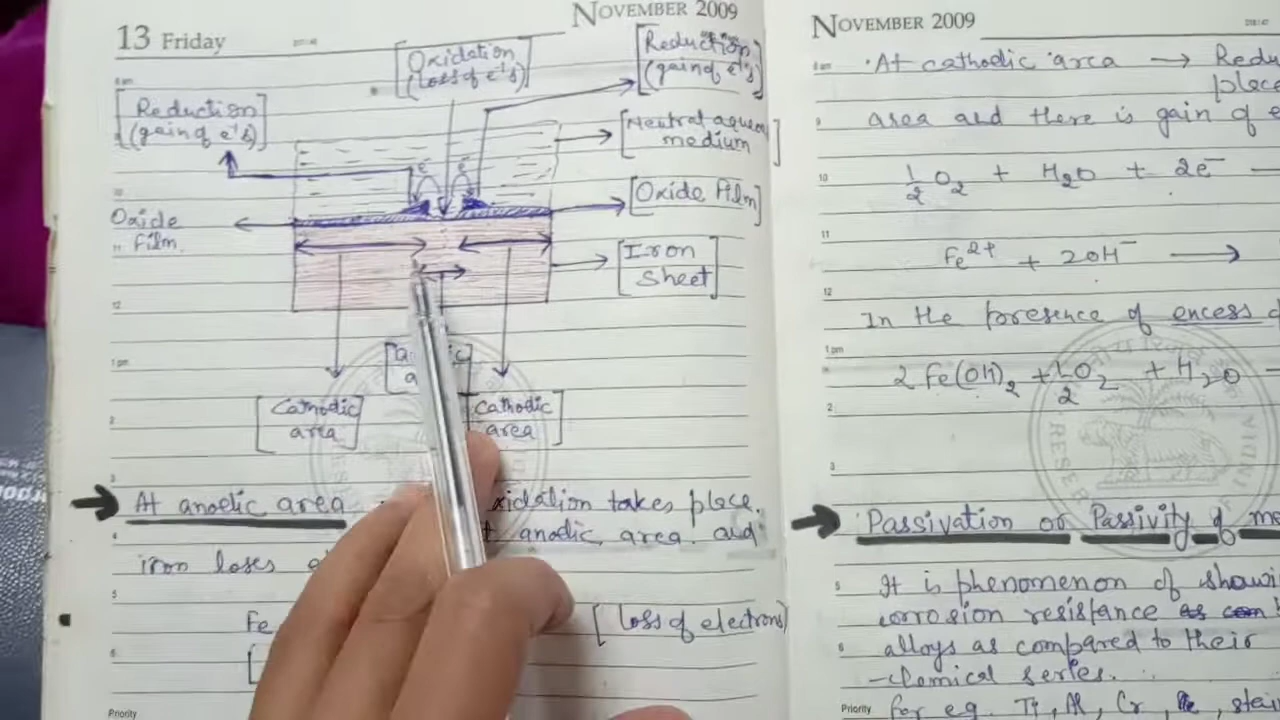 NOVEMBER 2009
13 Friday
Oxidation
(loss of e's)
Reduction
(gain of e's)
Reduction
(gain of e's)
Neutral aqueo
medium
e⁻ e⁻
Oxide
film
Oxide Film
Iron
Sheet
Cathodic
area
Cathodic
area
At anodic area
xidation takes place.
t anodic area. and
iron loses
Fe
[loss of electrons]
Priority
NOVEMBER 2009
At cathodic area → Redu
place
area and there is gain of e
½ O₂ + H₂O + 2e⁻ —
Fe²⁺ + 2OH⁻ →
In the presence of excess o
2 Fe(OH)₂ + ½O₂ + H₂O —
Passivation or Passivity of me
It is phenomenon of showi
corrosion resistance as com
alloys as compared to their
-chemical series.
Priority
for eg. Ti, Al, Cr, stai